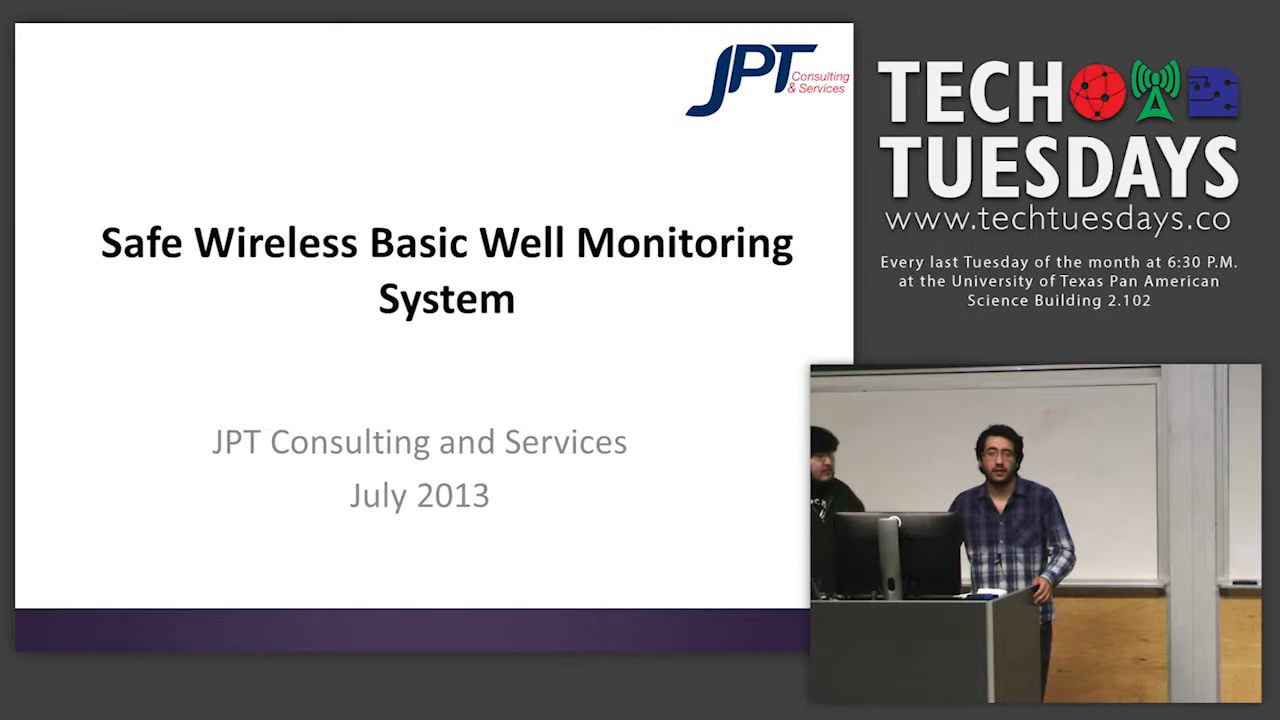 JPT
Consulting
& Services
Safe Wireless Basic Well Monitoring
System
JPT Consulting and Services
July 2013
TECH
TUESDAYS
www.techtuesdays.co
Every last Tuesday of the month at 6:30 P.M.
at the University of Texas Pan American
Science Building 2.102